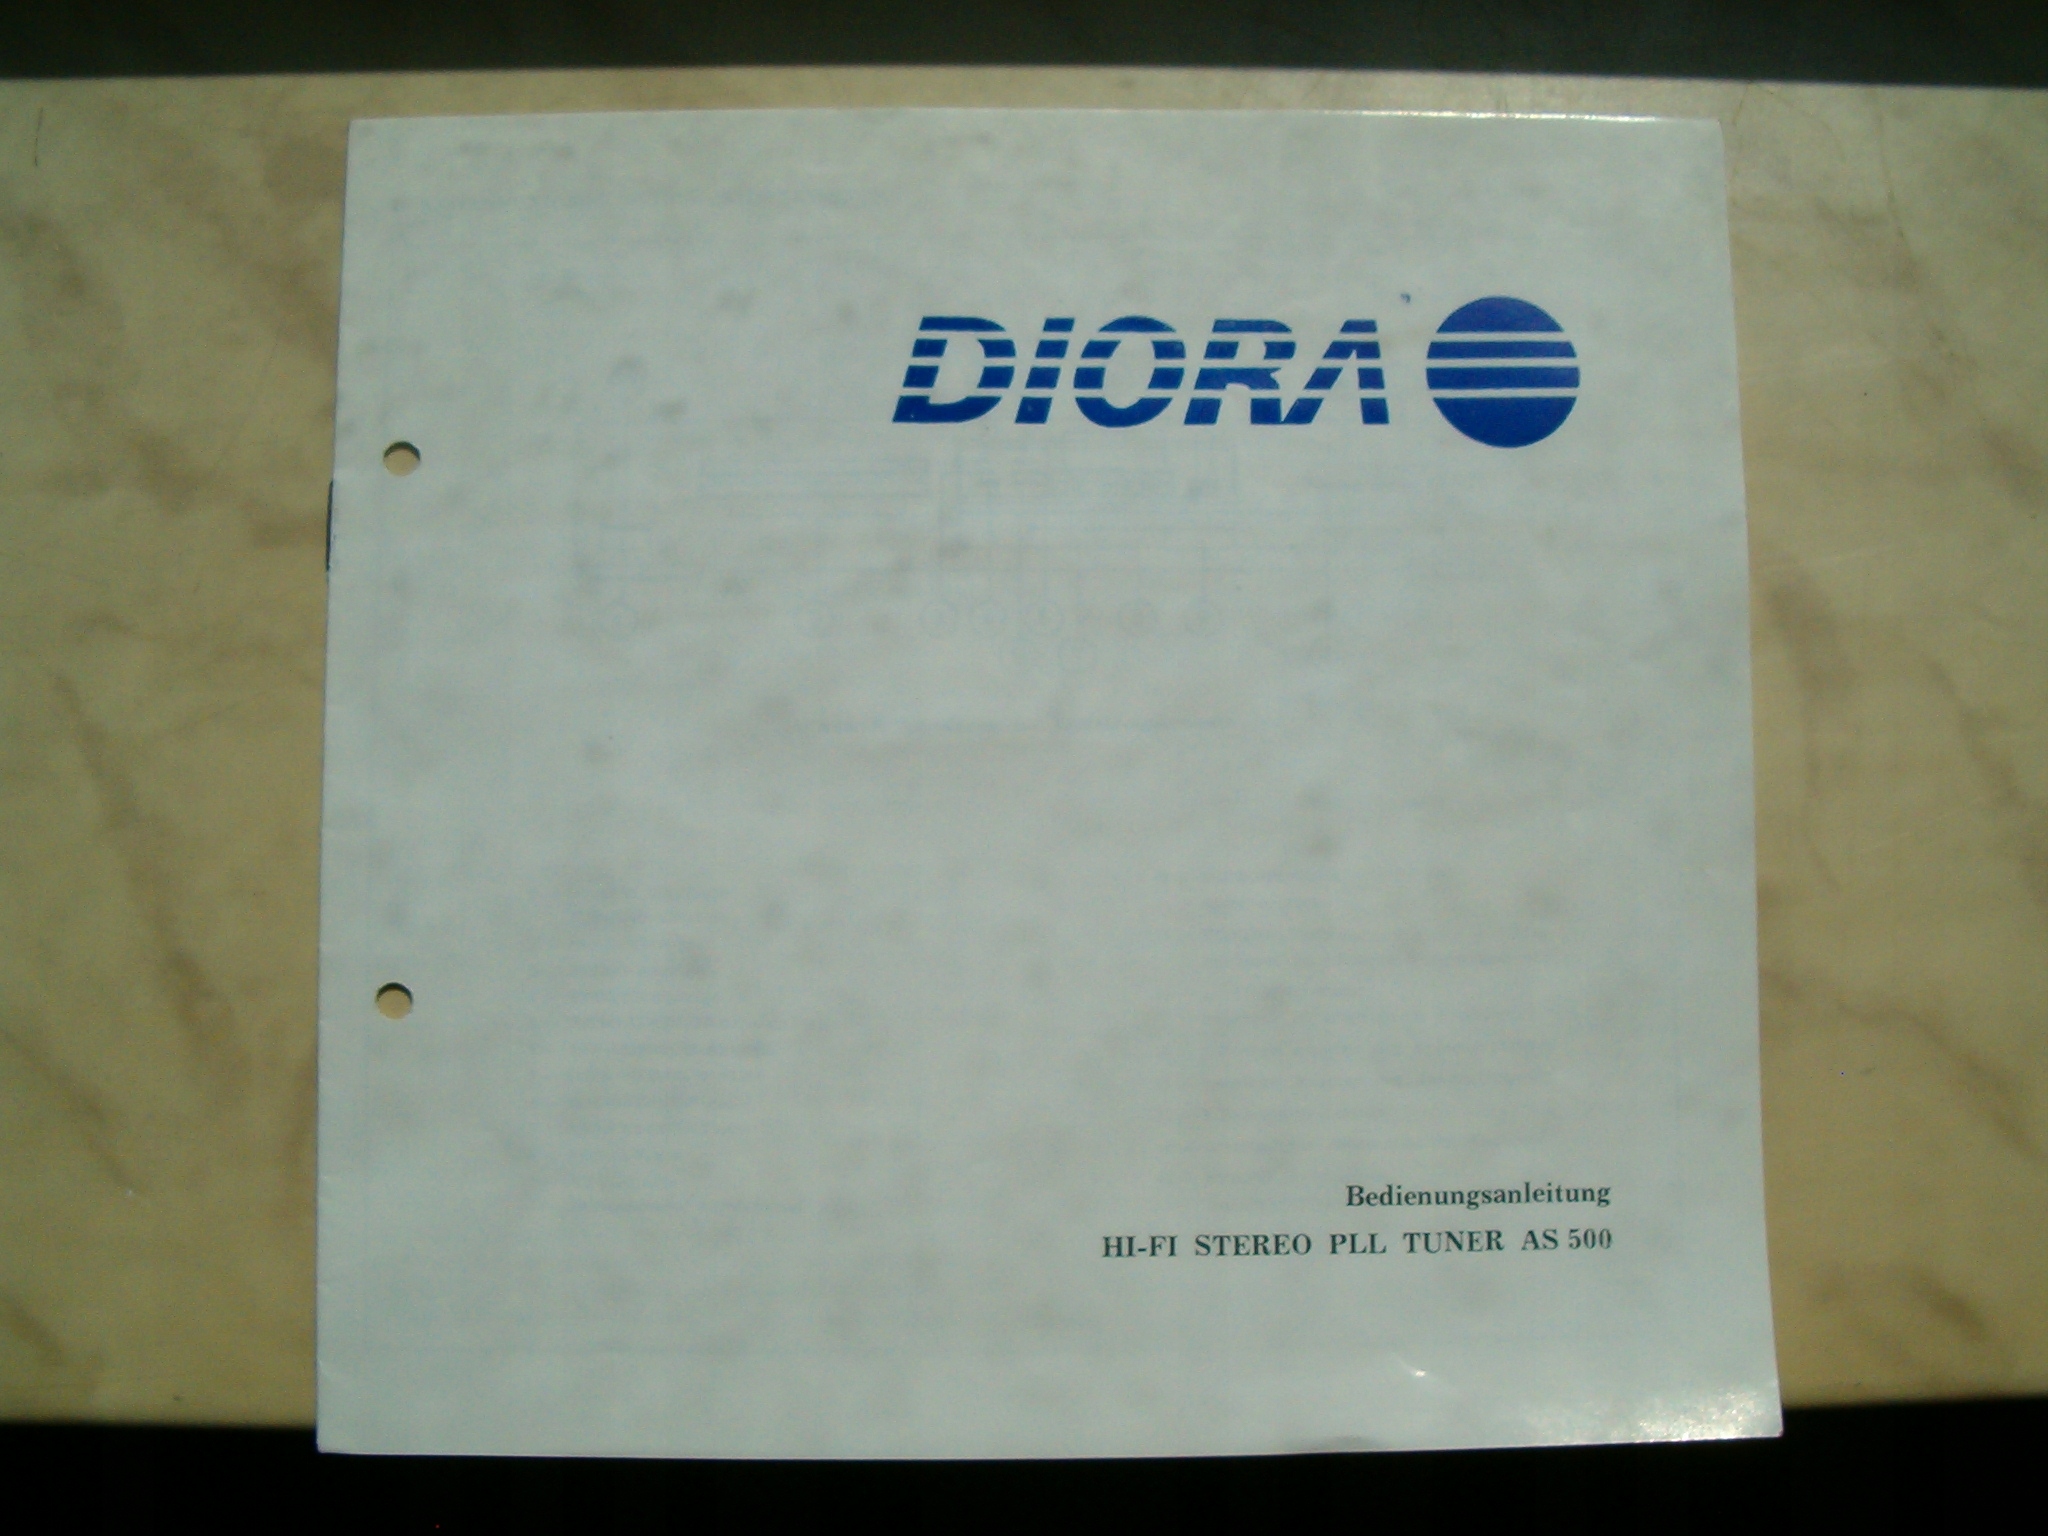 DIORA
Bedienungsanleitung
HI-FI STEREO PLL TUNER AS 500